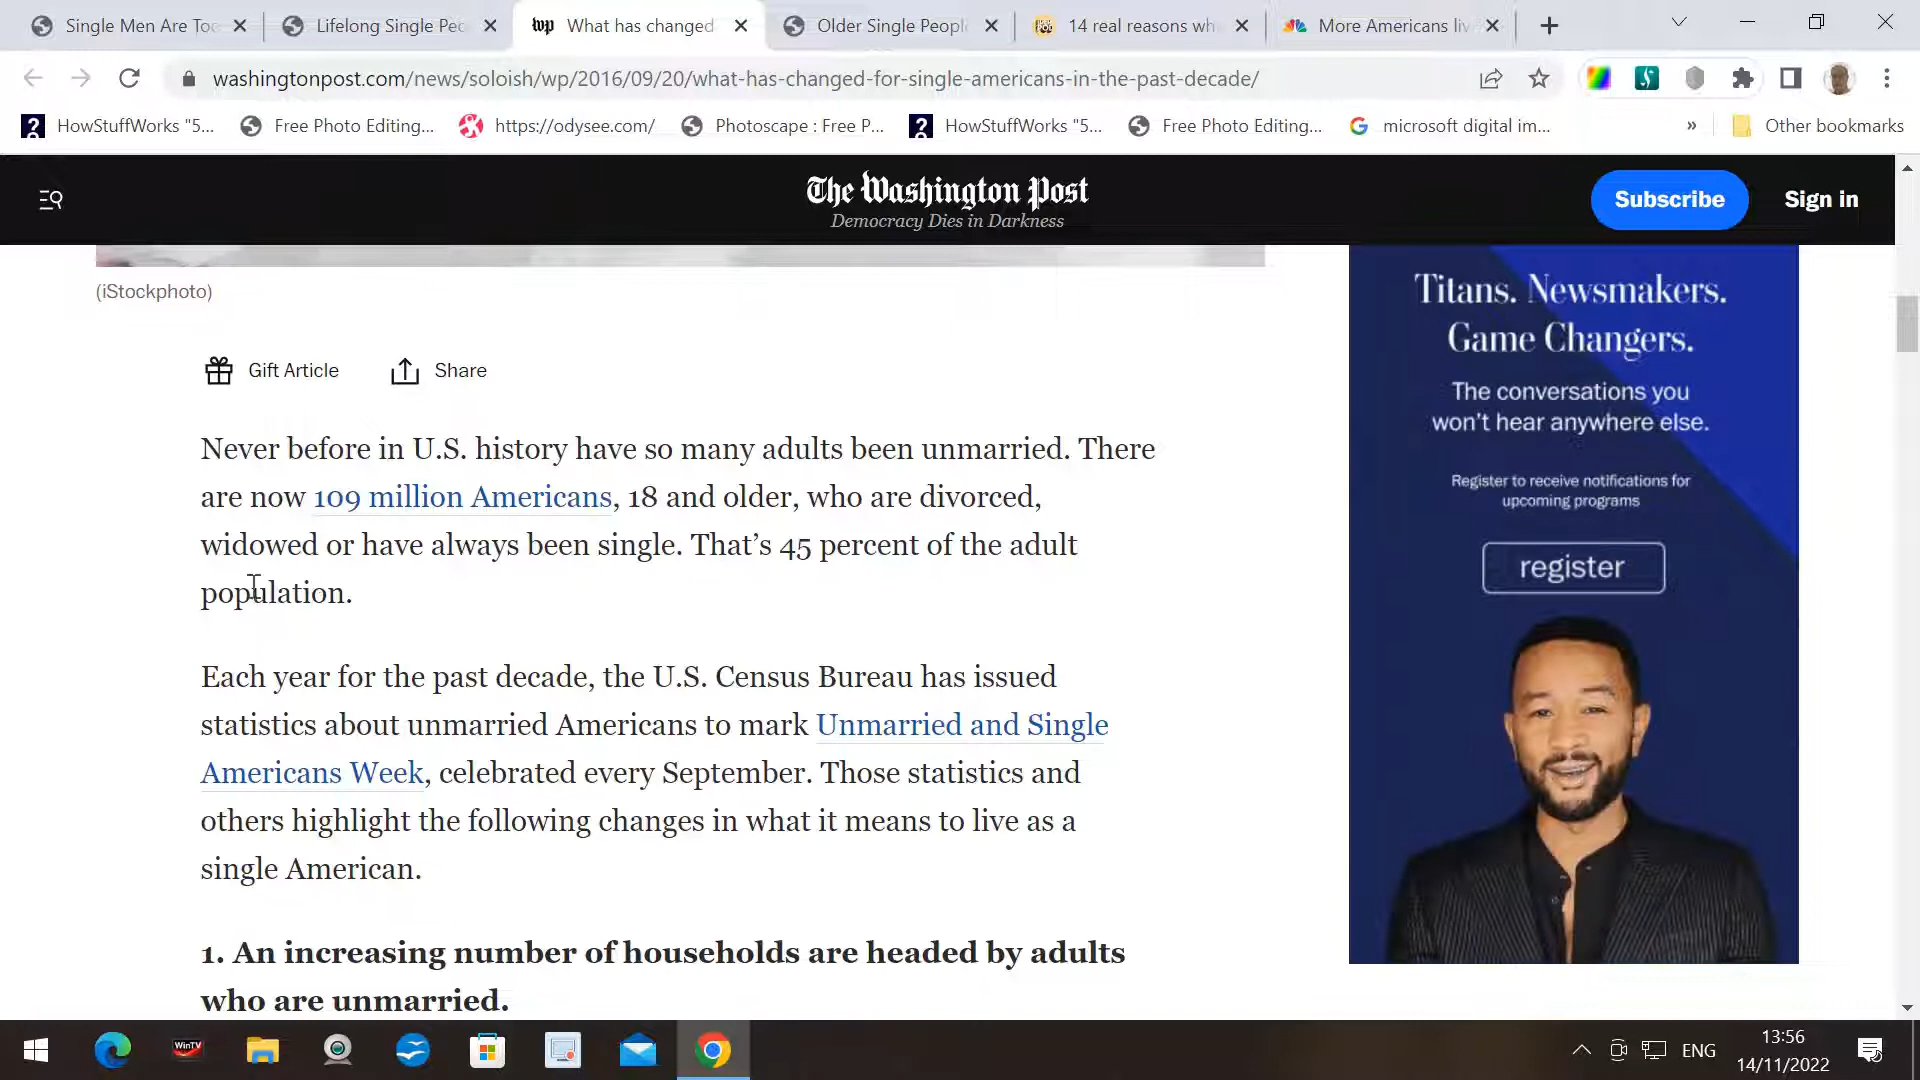 Single Men Are Too
Lifelong Single Peo
wp What has changed
Older Single People
14 real reasons wh
More Americans liv
washingtonpost.com/news/soloish/wp/2016/09/20/what-has-changed-for-single-americans-in-the-past-decade/
HowStuffWorks "5...
Free Photo Editing...
https://odysee.com/
Photoscape : Free P...
HowStuffWorks "5...
Free Photo Editing...
microsoft digital im...
»
Other bookmarks
The Washington Post
Democracy Dies in Darkness
Subscribe
Sign in
(iStockphoto)
Gift Article
Share
Never before in U.S. history have so many adults been unmarried. There
are now 109 million Americans, 18 and older, who are divorced,
widowed or have always been single. That’s 45 percent of the adult
population.
Each year for the past decade, the U.S. Census Bureau has issued
statistics about unmarried Americans to mark Unmarried and Single
Americans Week, celebrated every September. Those statistics and
others highlight the following changes in what it means to live as a
single American.
1. An increasing number of households are headed by adults
who are unmarried.
Titans. Newsmakers.
Game Changers.
The conversations you
won't hear anywhere else.
Register to receive notifications for
upcoming programs
register
WinTV
ENG
13:56
14/11/2022